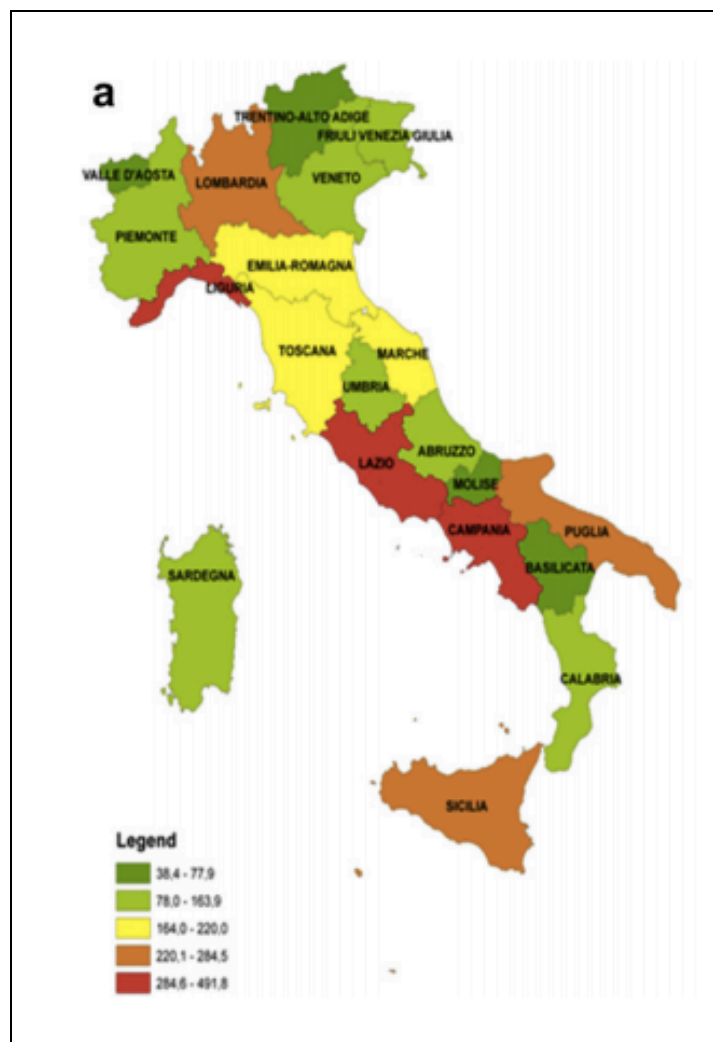 a
TRENTINO-ALTO ADIGE
FRIULI VENEZIA GIULIA
VALLE D'AOSTA
LOMBARDIA
VENETO
PIEMONTE
EMILIA-ROMAGNA
LIGURIA
TOSCANA
MARCHE
UMBRIA
LAZIO
ABRUZZO
MOLISE
CAMPANIA
PUGLIA
BASILICATA
SARDEGNA
CALABRIA
SICILIA
Legend
38,4 - 77,9
78,0 - 163,9
164,0 - 220,0
220,1 - 284,5
284,6 - 491,8